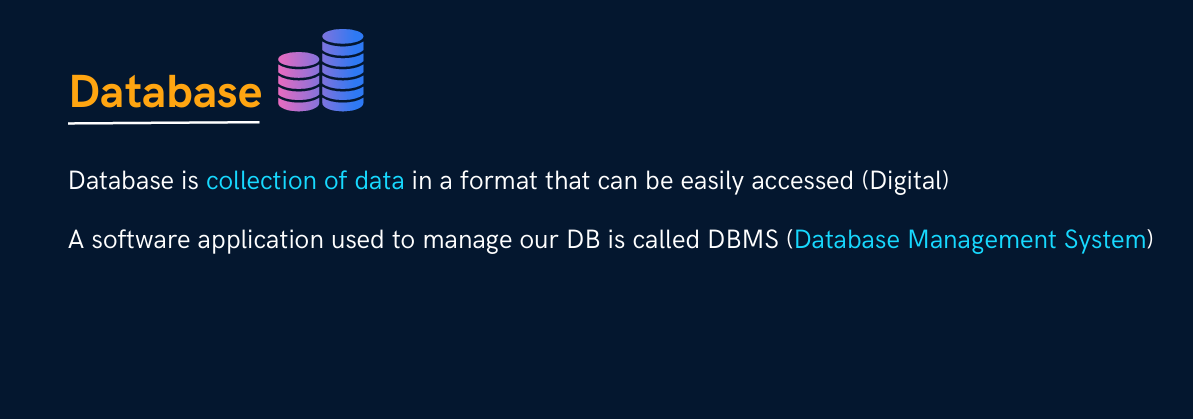 Database
Database is collection of data in a format that can be easily accessed (Digital)
A software application used to manage our DB is called DBMS (Database Management System)